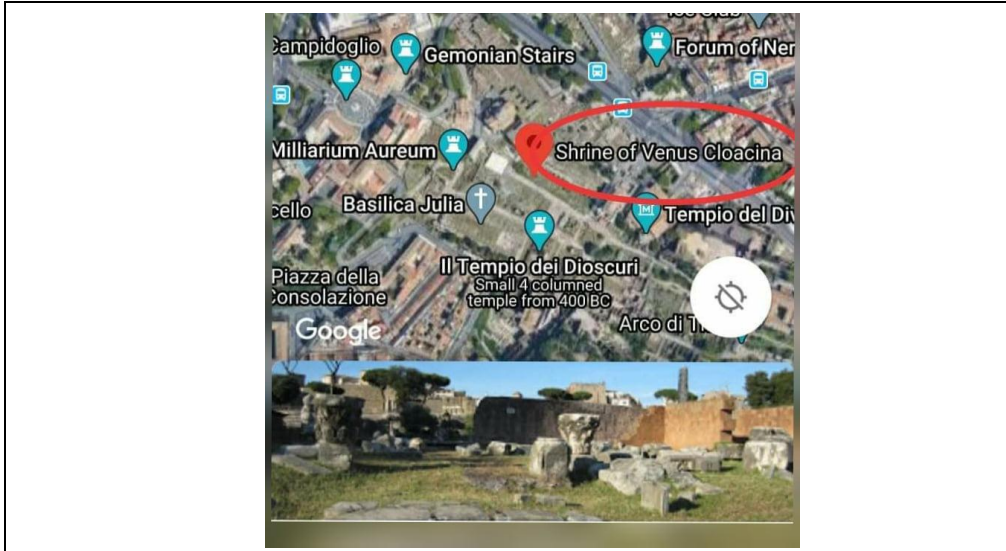 Campidoglio
Gemonian Stairs
Forum of Ner
Milliarium Aureum
Shrine of Venus Cloacina
Basilica Julia
cello
Tempio del Div
Il Tempio dei Dioscuri
Small 4 columned
temple from 400 BC
Piazza della
Consolazione
Arco di
Google